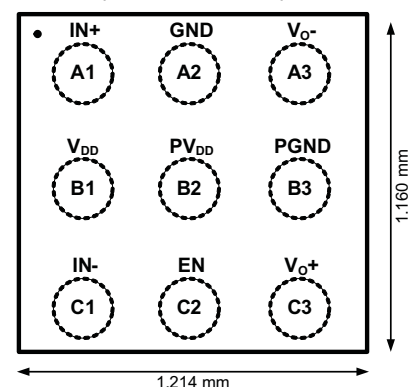 IN+ GND Vo-
A1 A2 A3
VDD PVDD PGND
B1 B2 B3
IN- EN Vo+
C1 C2 C3
1.160 mm
1.214 mm